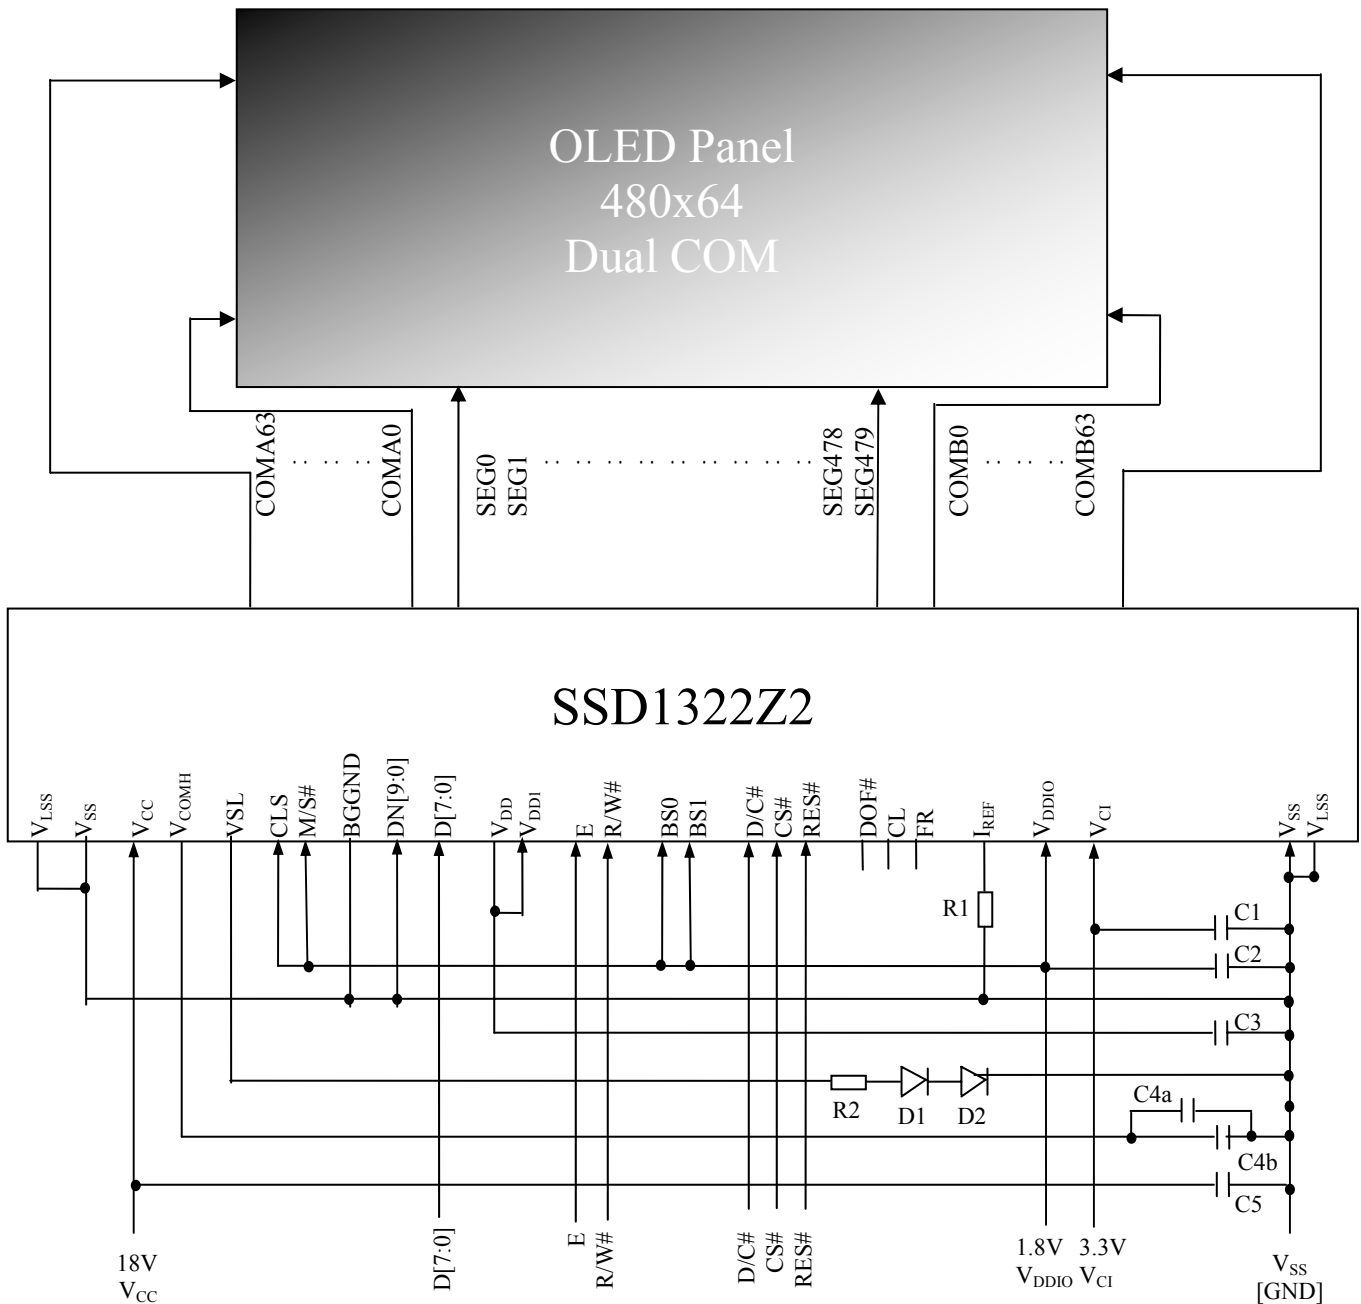 OLED Panel
480x64
Dual COM
COMA63
. . . . . .
COMA0
SEG0
SEG1
. . . . . . . . . . . . . . . . . . . .
SEG478
SEG479
COMB0
. . . . . .
COMB63
SSD1322Z2
VLSS
VSS
VCC
VCOMH
VSL
CLS
M/S#
BGGND
DN[9:0]
D[7:0]
VDD
VDD1
E
R/W#
BS0
BS1
D/C#
CS#
RES#
DOF#
CL
FR
IREF
VDDIO
VCI
VSS
VLSS
R1
C1
C2
C3
R2
D1
D2
C4a
C4b
C5
18V
VCC
D[7:0]
E
R/W#
D/C#
CS#
RES#
1.8V
VDDIO
3.3V
VCI
VSS
[GND]